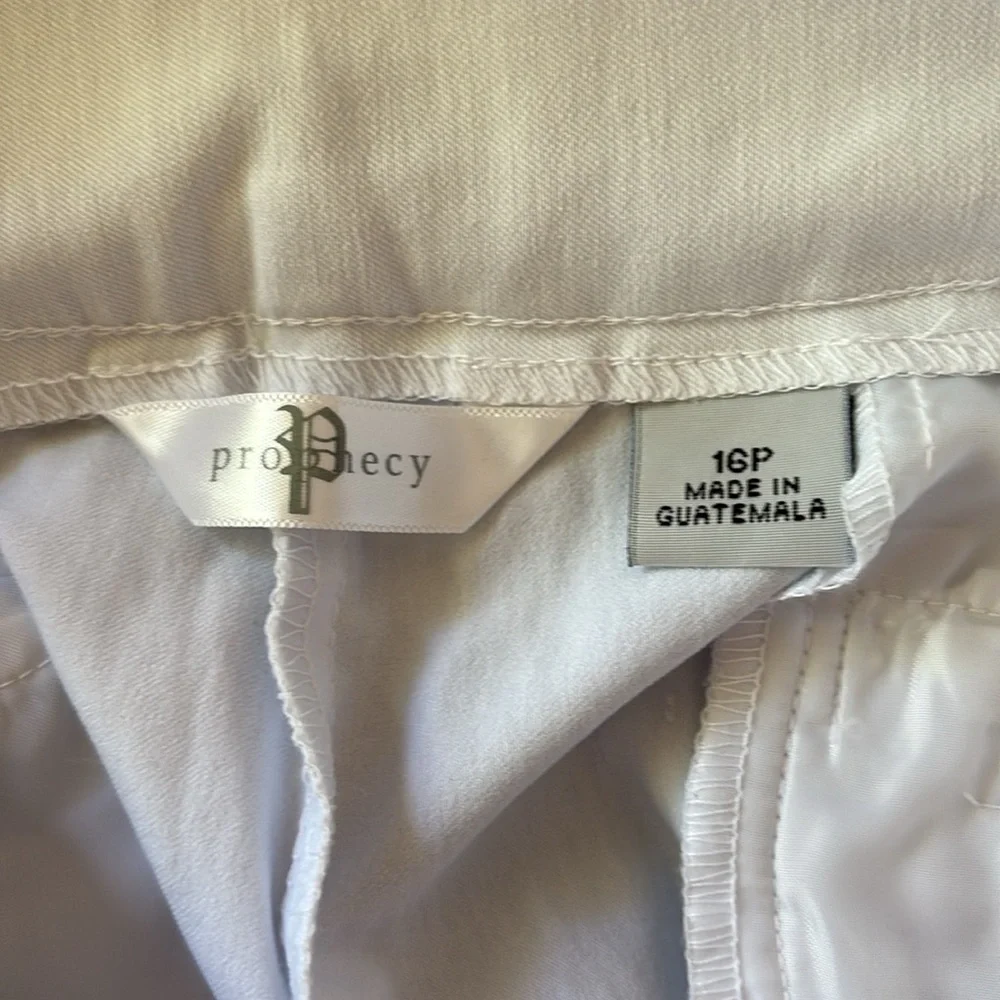 prophecy
P
16P
MADE IN
GUATEMALA